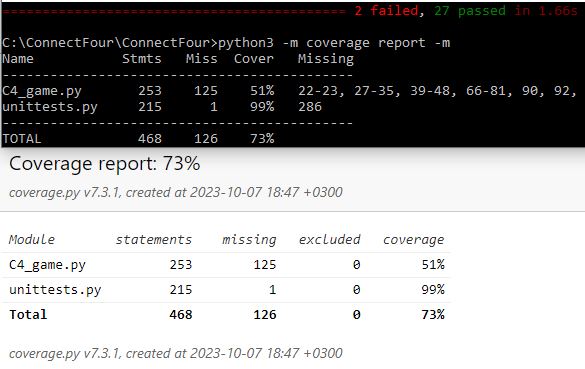 2 failed, 27 passed in 1.66s
C:\ConnectFour\ConnectFour>python3 -m coverage report -m
Name Stmts Miss Cover Missing
C4_game.py 253 125 51% 22-23, 27-35, 39-48, 66-81, 90, 92,
unittests.py 215 1 99% 286
TOTAL 468 126 73%
Coverage report: 73%
coverage.py v7.3.1, created at 2023-10-07 18:47 +0300
Module statements missing excluded coverage
C4_game.py 253 125 0 51%
unittests.py 215 1 0 99%
Total 468 126 0 73%
coverage.py v7.3.1, created at 2023-10-07 18:47 +0300